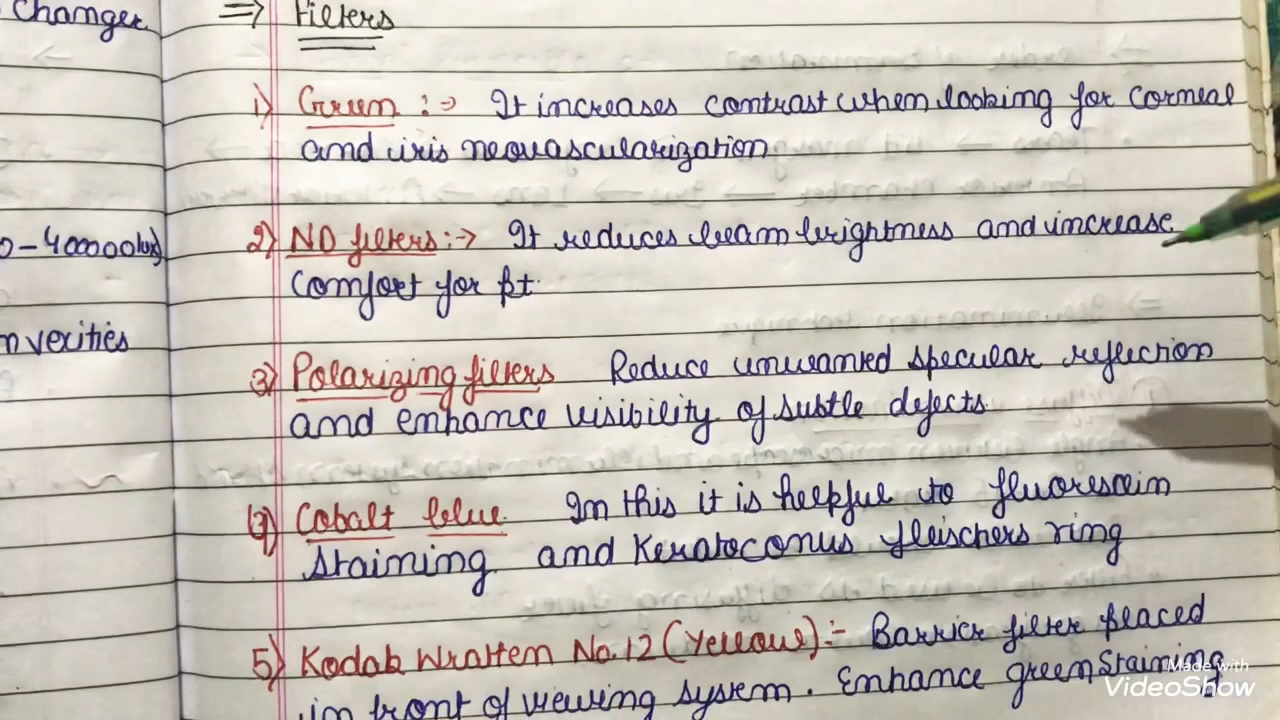 Changer
0-400000lux)
n verities
⇒ Filters
1) Green :-> It increases contrast when looking for corneal
and iris neovascularization
2) ND filters :-> It reduces beam brightness and increase
comfort for pt.
3) Polarizing filters Reduce unwanted specular reflection
and enhance visibility of subtle defects.
4) Cobalt blue In this it is helpful to fluorescein
staining and Keratoconus fleischers ring
5) Kodak Wratten No.12 (Yellow) :- Barrier filter placed
in front of viewing system. Enhance green staining
Made with
VideoShow